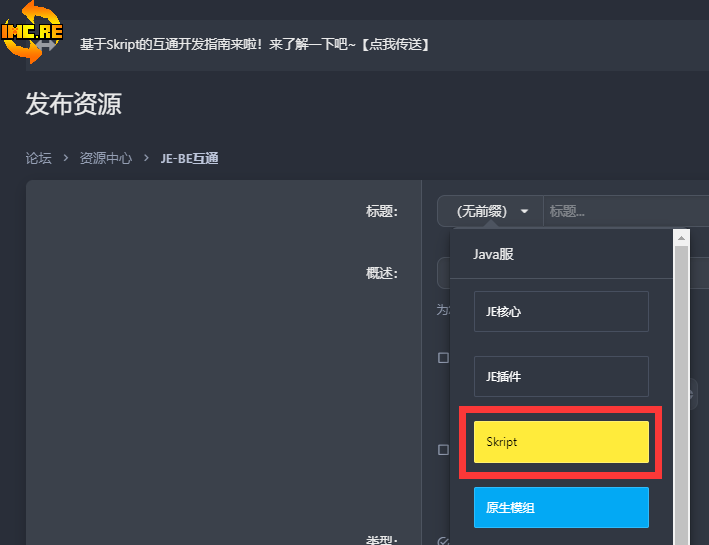 IMC.RE
基于Skript的互通开发指南来啦！来了解一下吧~【点我传送】
发布资源
论坛 > 资源中心 > JE-BE互通
标题： (无前缀) 标题...
Java服
概述：
JE核心
JE插件
Skript
原生模组
类型：